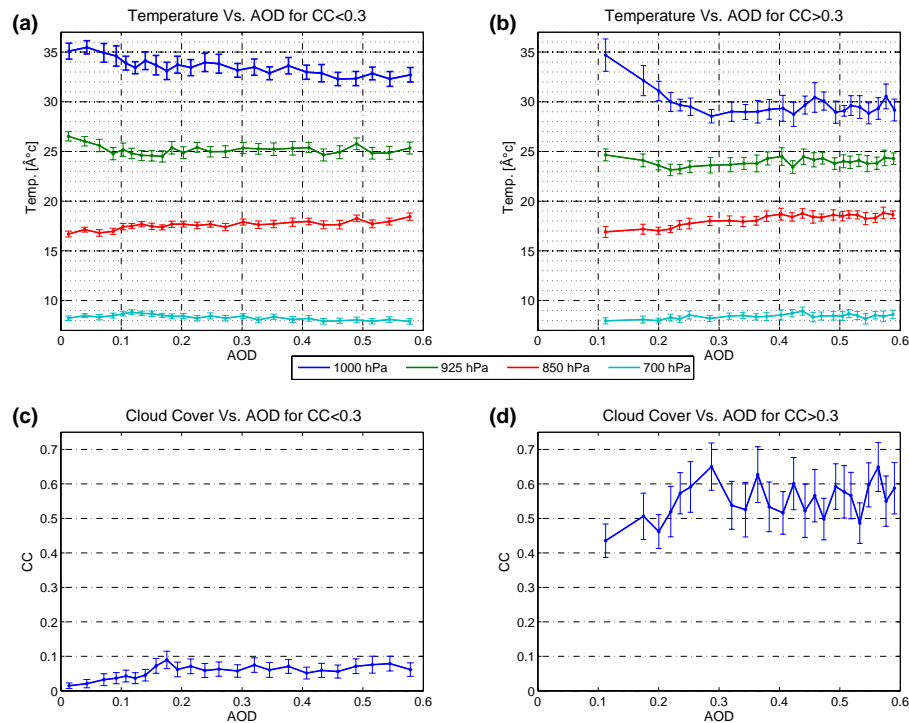 (a)
Temperature Vs. AOD for CC<0.3
Temp. [Å°c]
35
30
25
20
15
10
0 0.1 0.2 0.3 0.4 0.5 0.6
AOD
(b)
Temperature Vs. AOD for CC>0.3
Temp. [Å°c]
35
30
25
20
15
10
0 0.1 0.2 0.3 0.4 0.5 0.6
AOD
1000 hPa 925 hPa 850 hPa 700 hPa
(c)
Cloud Cover Vs. AOD for CC<0.3
CC
0.7
0.6
0.5
0.4
0.3
0.2
0.1
0
0 0.1 0.2 0.3 0.4 0.5 0.6
AOD
(d)
Cloud Cover Vs. AOD for CC>0.3
CC
0.7
0.6
0.5
0.4
0.3
0.2
0.1
0
0 0.1 0.2 0.3 0.4 0.5 0.6
AOD